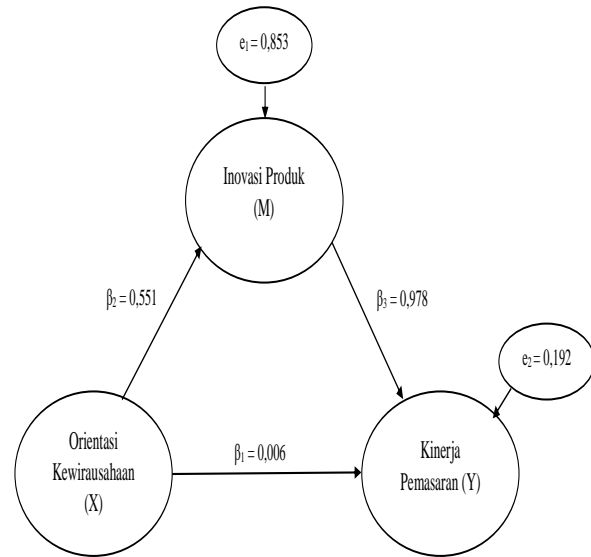 e₁ = 0,853
Inovasi Produk
(M)
β₂ = 0,551
β₃ = 0,978
e₂ = 0,192
Orientasi
Kewirausahaan
(X)
β₁ = 0,006
Kinerja
Pemasaran (Y)